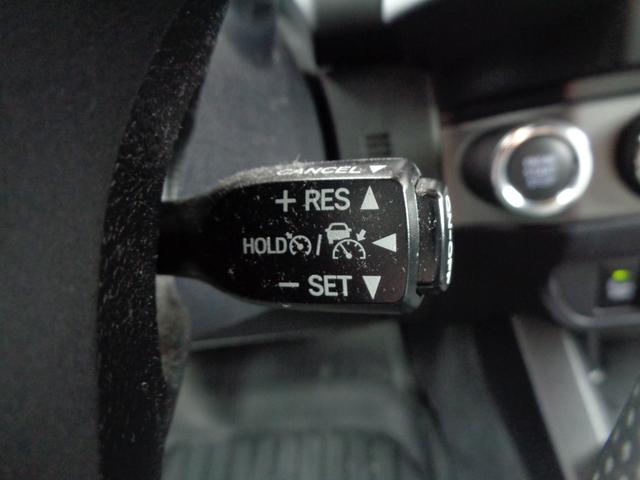 CANCEL
+ RES
HOLD /
− SET